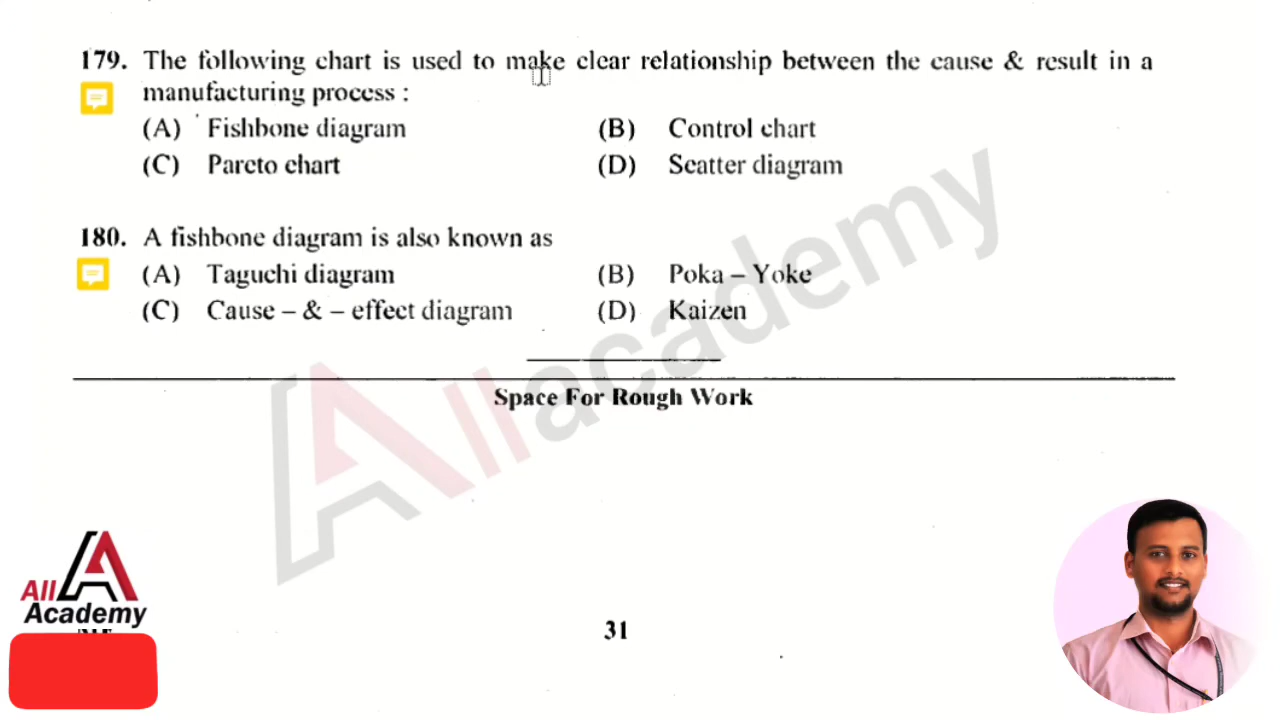 179. The following chart is used to make clear relationship between the cause & result in a
manufacturing process :
(A) Fishbone diagram (B) Control chart
(C) Pareto chart (D) Scatter diagram
180. A fishbone diagram is also known as
(A) Taguchi diagram (B) Poka – Yoke
(C) Cause – & – effect diagram (D) Kaizen
Allacademy
Space For Rough Work
All
Academy
31